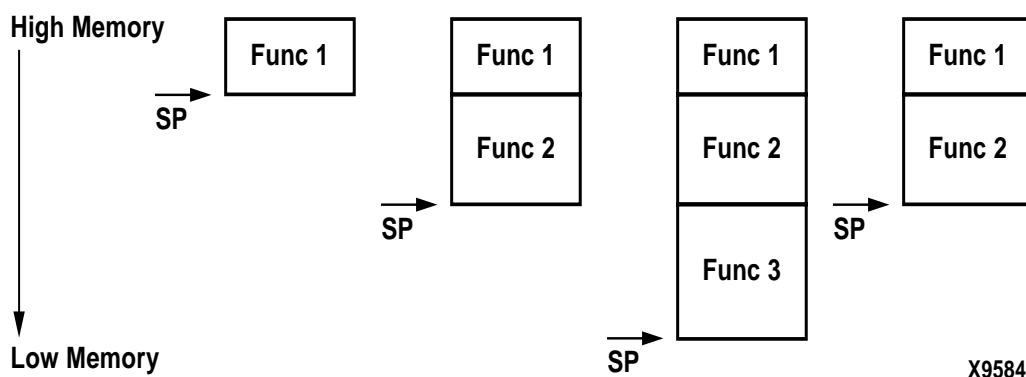 High Memory
Func 1
Func 1
Func 1
Func 1
SP
Func 2
Func 2
Func 2
SP
SP
Func 3
Low Memory
SP
X9584